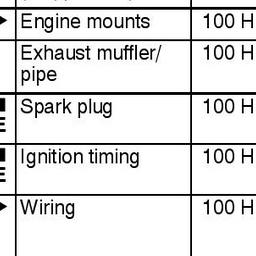 Engine mounts 100 H
Exhaust muffler/ 100 H
pipe
Spark plug 100 H
E
Ignition timing 100 H
E
Wiring 100 H